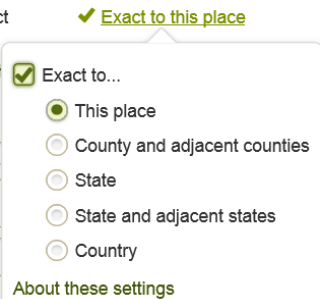 Exact to this place
Exact to...
This place
County and adjacent counties
State
State and adjacent states
Country
About these settings